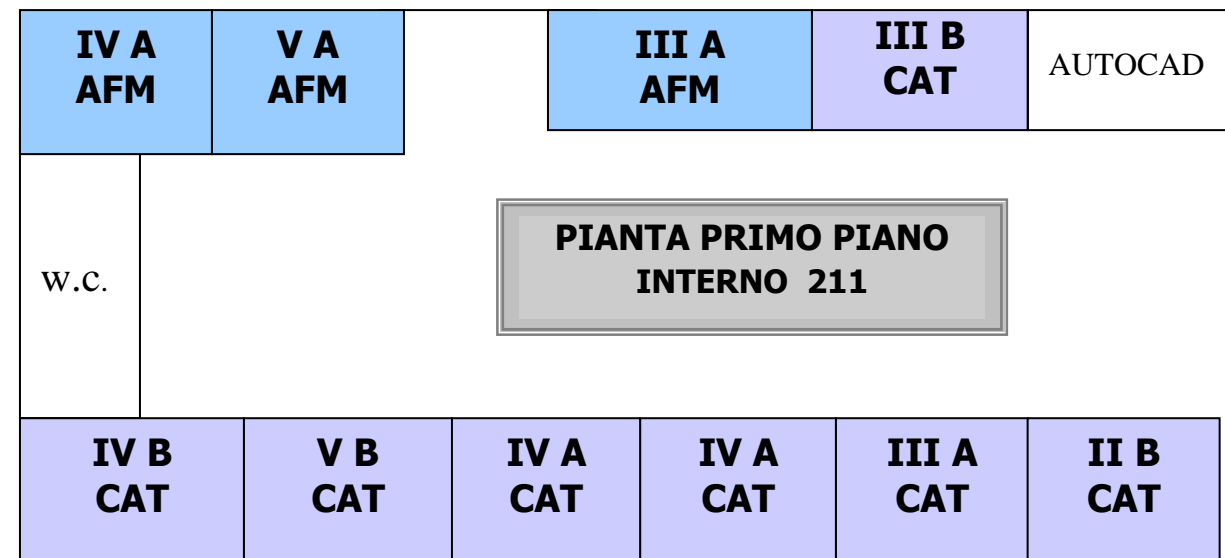 IV A
AFM
V A
AFM
III A
AFM
III B
CAT
AUTOCAD
w.c.
PIANTA PRIMO PIANO
INTERNO 211
IV B
CAT
V B
CAT
IV A
CAT
IV A
CAT
III A
CAT
II B
CAT